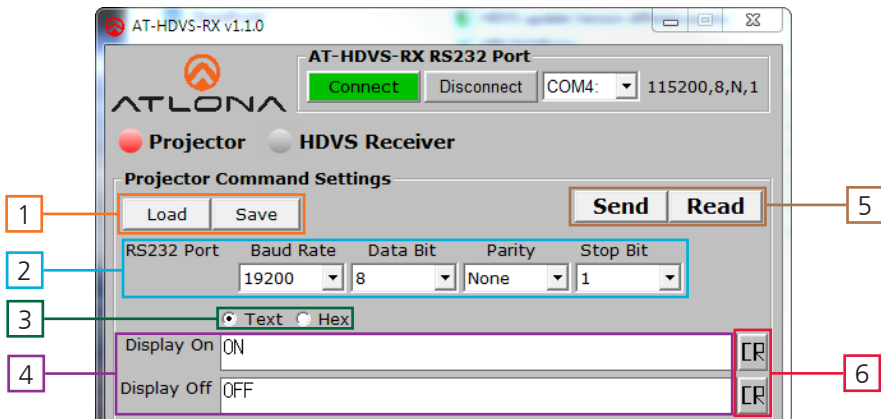 AT-HDVS-RX v1.1.0
AT-HDVS-RX RS232 Port
ATLONA
Connect Disconnect COM4: 115200,8,N,1
Projector HDVS Receiver
Projector Command Settings
1 Load Save Send Read 5
RS232 Port Baud Rate Data Bit Parity Stop Bit
2 19200 8 None 1
3 Text Hex
Display On ON CR
4 6
Display Off OFF CR